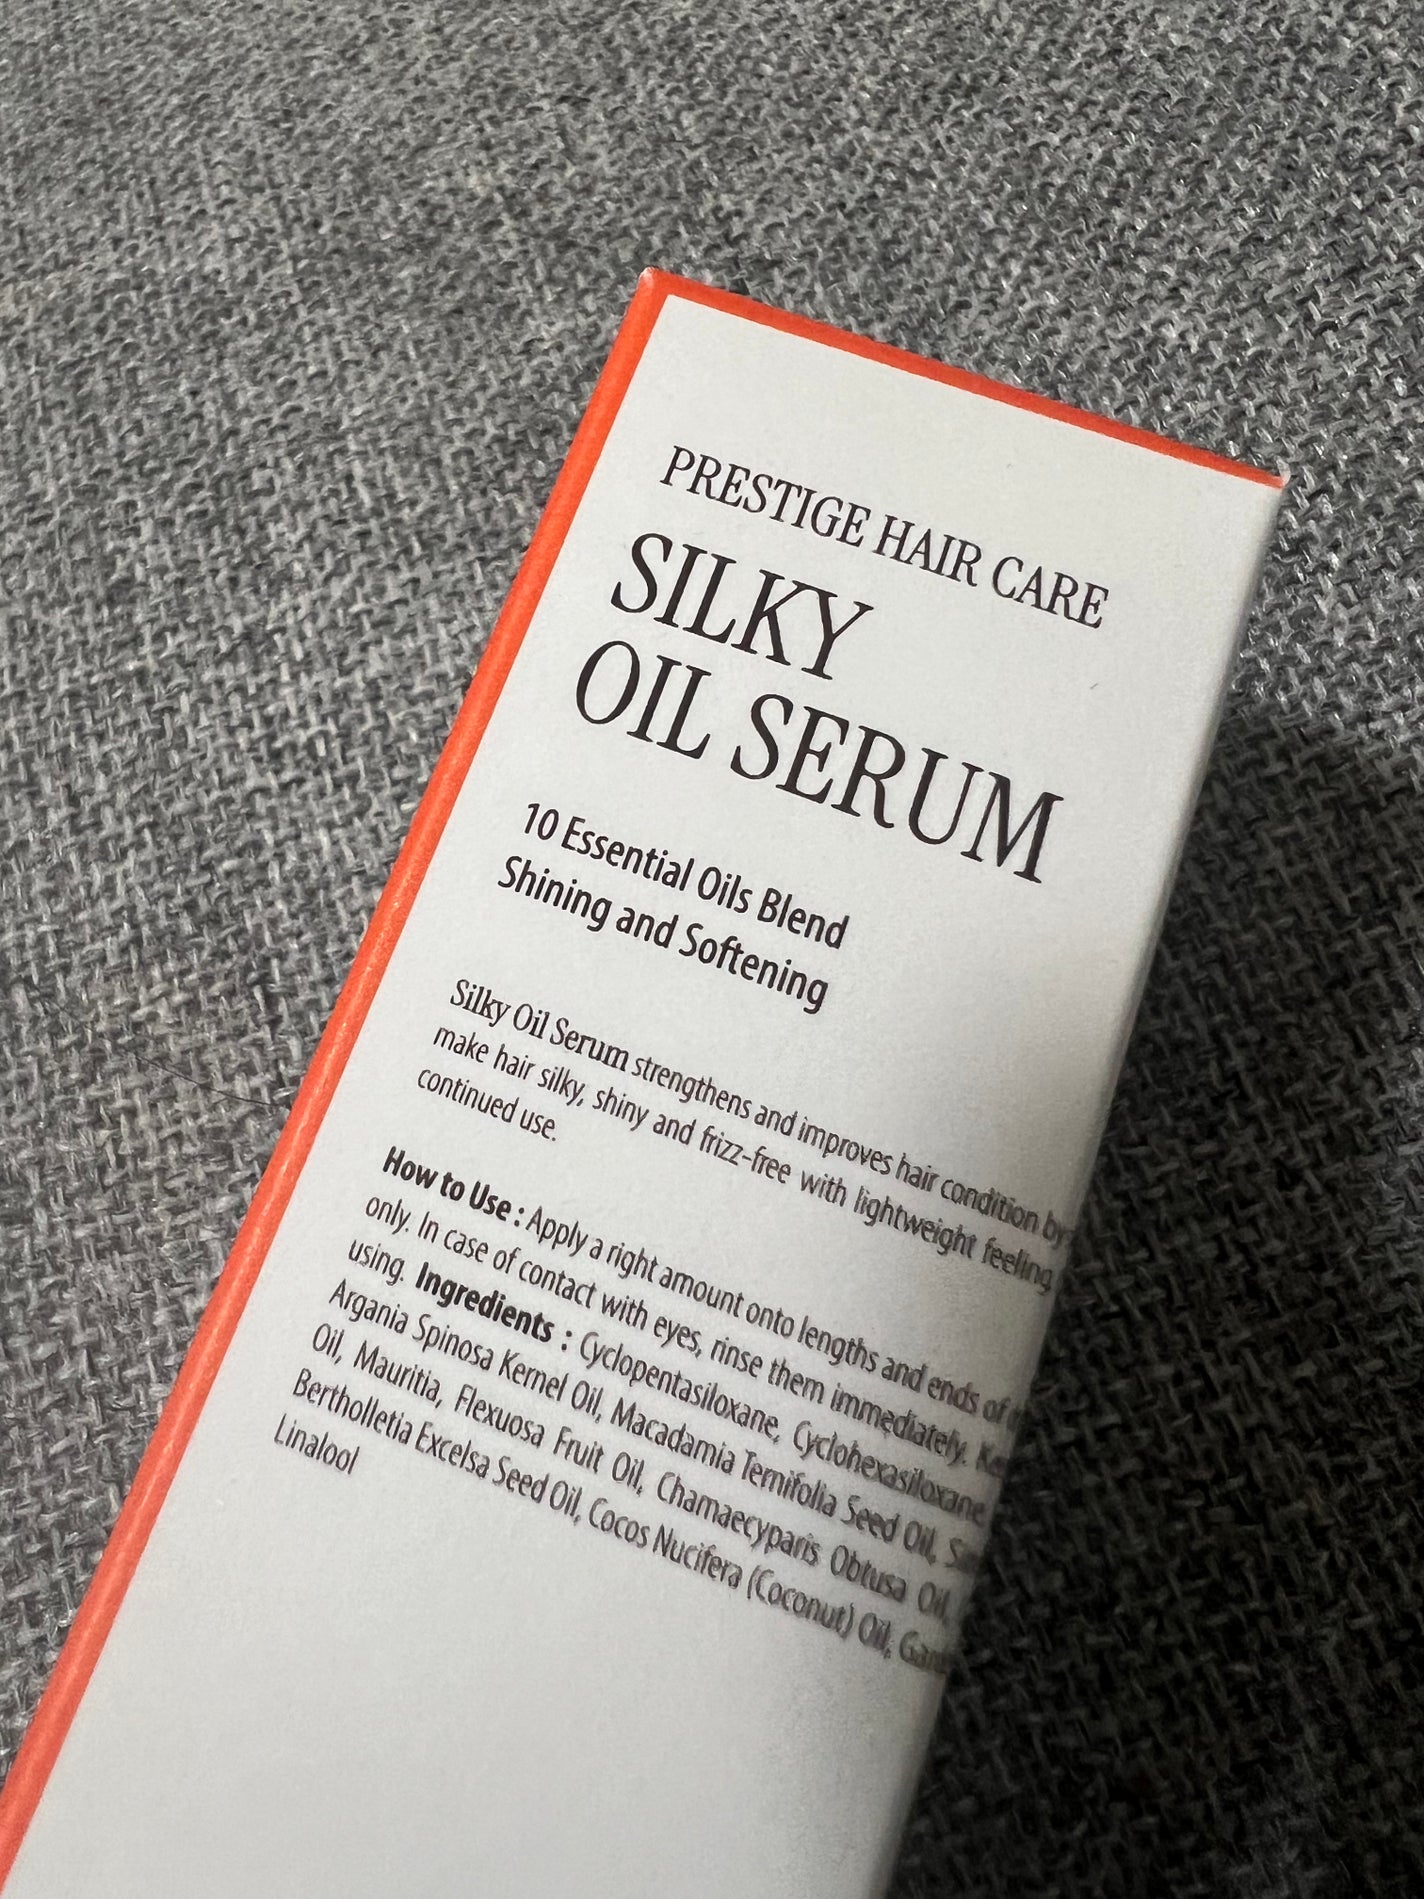 PRESTIGE HAIR CARE
SILKY
OIL SERUM
10 Essential Oils Blend
Shining and Softening
Silky Oil Serum strengthens and improves hair condition by
make hair silky, shiny and frizz-free with lightweight feeling
continued use.
How to Use : Apply a right amount onto lengths and ends of
only. In case of contact with eyes, rinse them immediately.
using. Ingredients : Cyclopentasiloxane, Cyclohexasiloxane,
Argania Spinosa Kernel Oil, Macadamia Ternifolia Seed Oil,
Oil, Mauritia, Flexuosa Fruit Oil, Chamaecyparis Obtusa Oil,
Bertholletia Excelsa Seed Oil, Cocos Nucifera (Coconut) Oil,
Linalool